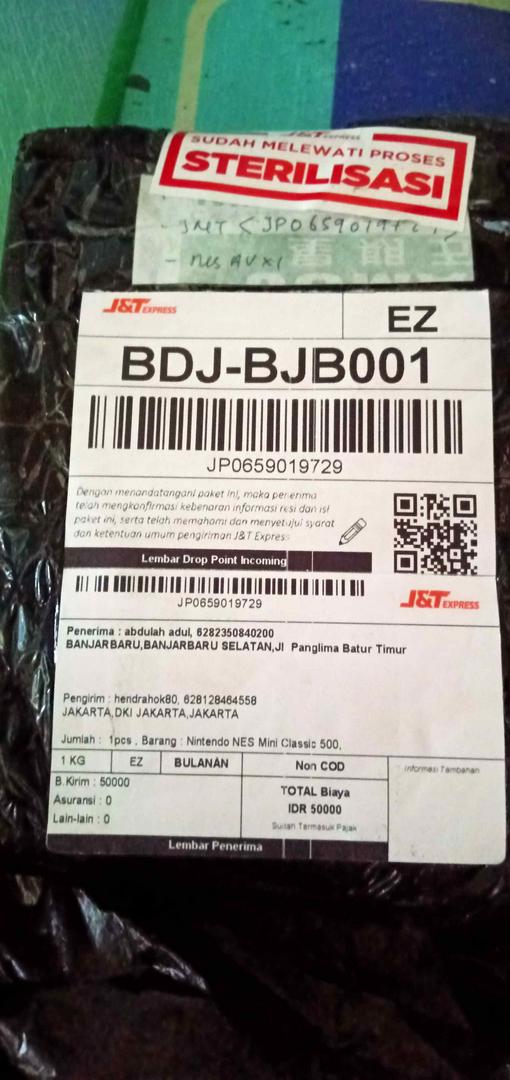 J&T EXPRESS
SUDAH MELEWATI PROSES
STERILISASI
- nes AV X1
J&T EXPRESS
EZ
BDJ-BJB001
JP0659019729
Dengan menandatangani paket ini, maka penerima
telah mengkonfirmasi kebenaran informasi resi dan isi
paket ini, serta telah memahami dan menyetujui syarat
dan ketentuan umum pengiriman J&T Express
Lembar Drop Point Incoming
JP0659019729
J&T EXPRESS
Penerima : abdulah adul, 6282350840200
BANJARBARU,BANJARBARU SELATAN,Jl Panglima Batur Timur
Pengirim : hendrahok80, 628128464558
JAKARTA,DKI JAKARTA,JAKARTA
Jumlah : 1pcs , Barang : Nintendo NES Mini Classic 500,
1 KG EZ BULANAN Non COD Informasi Tambahan
B.Kirim : 50000
Asuransi : 0
Lain-lain : 0
TOTAL Biaya
IDR 50000
Sudah Termasuk Pajak
Lembar Penerima